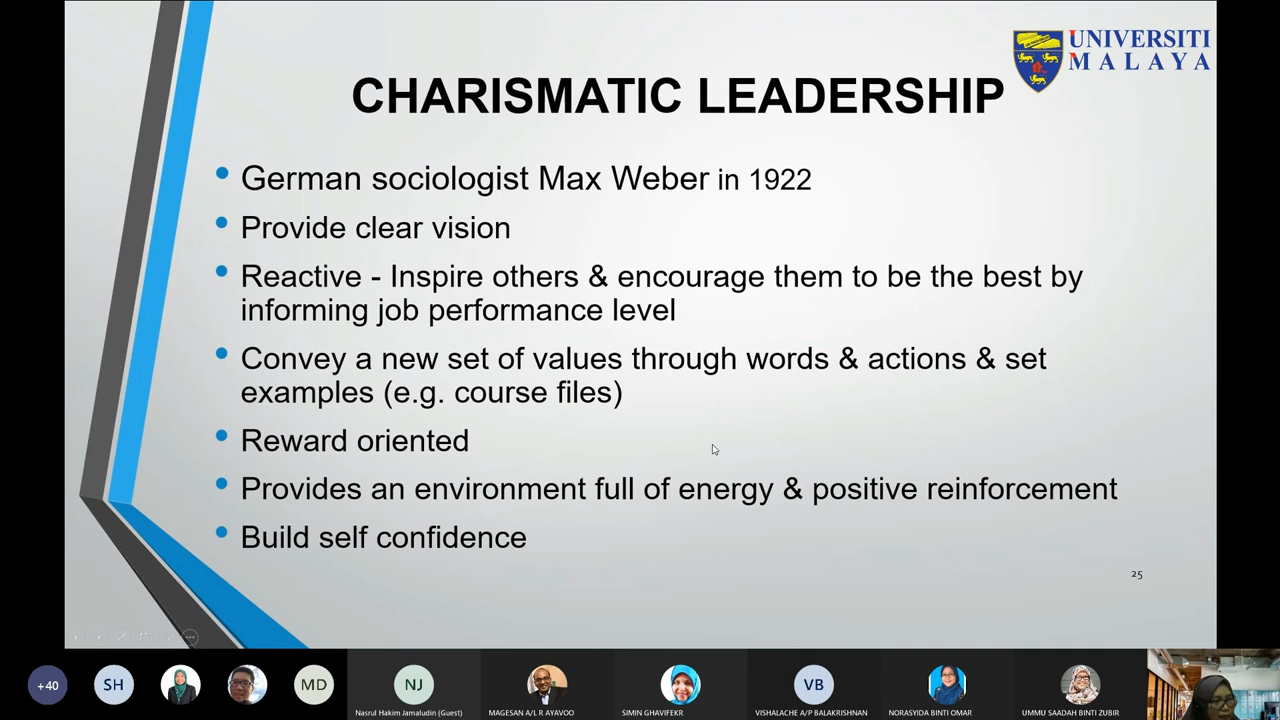 UNIVERSITI
MALAYA
CHARISMATIC LEADERSHIP
German sociologist Max Weber in 1922
Provide clear vision
Reactive - Inspire others & encourage them to be the best by
informing job performance level
Convey a new set of values through words & actions & set
examples (e.g. course files)
Reward oriented
Provides an environment full of energy & positive reinforcement
Build self confidence
25
+40
SH
MD
NJ
VB
Nasrul Hakim Jamaludin (Guest)
MAGESAN A/L R AYAVOO
SIMIN GHAVIFEKR
VISHALACHE A/P BALAKRISHNAN
NORASYIDA BINTI OMAR
UMMU SAADAH BINTI ZUBIR